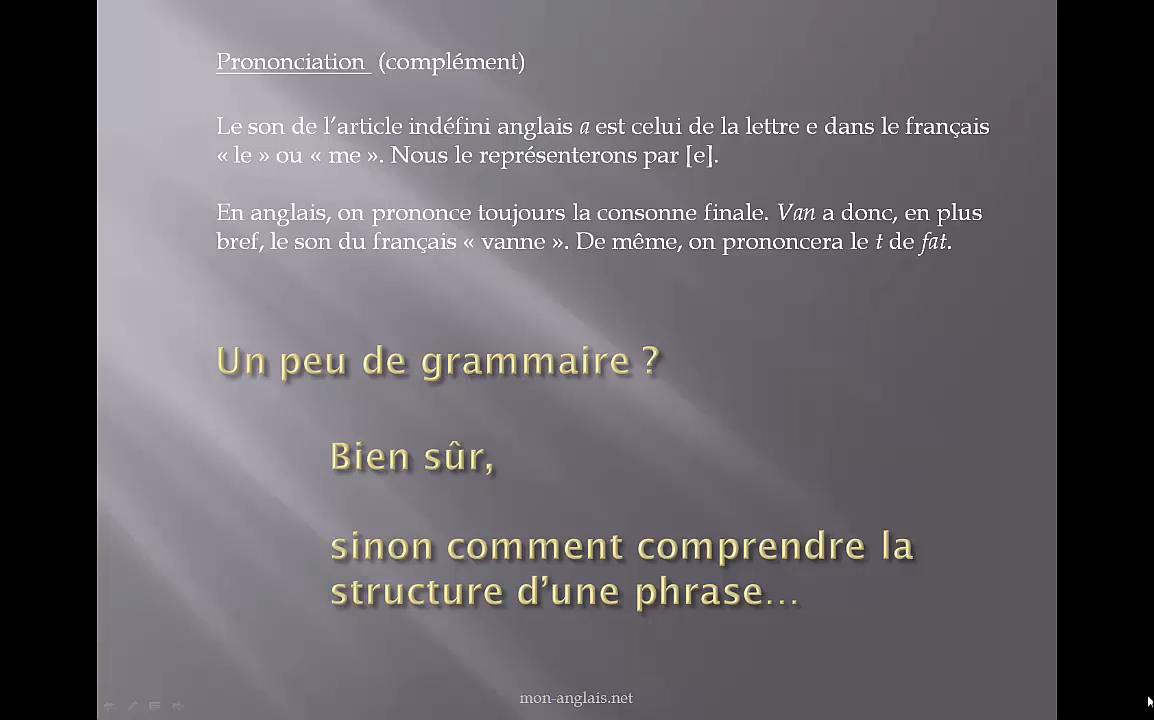 Prononciation (complément)
Le son de l’article indéfini anglais a est celui de la lettre e dans le français
« le » ou « me ». Nous le représenterons par [e].
En anglais, on prononce toujours la consonne finale. Van a donc, en plus
bref, le son du français « vanne ». De même, on prononcera le t de fat.
Un peu de grammaire ?
Bien sûr,
sinon comment comprendre la
structure d’une phrase…
mon-anglais.net